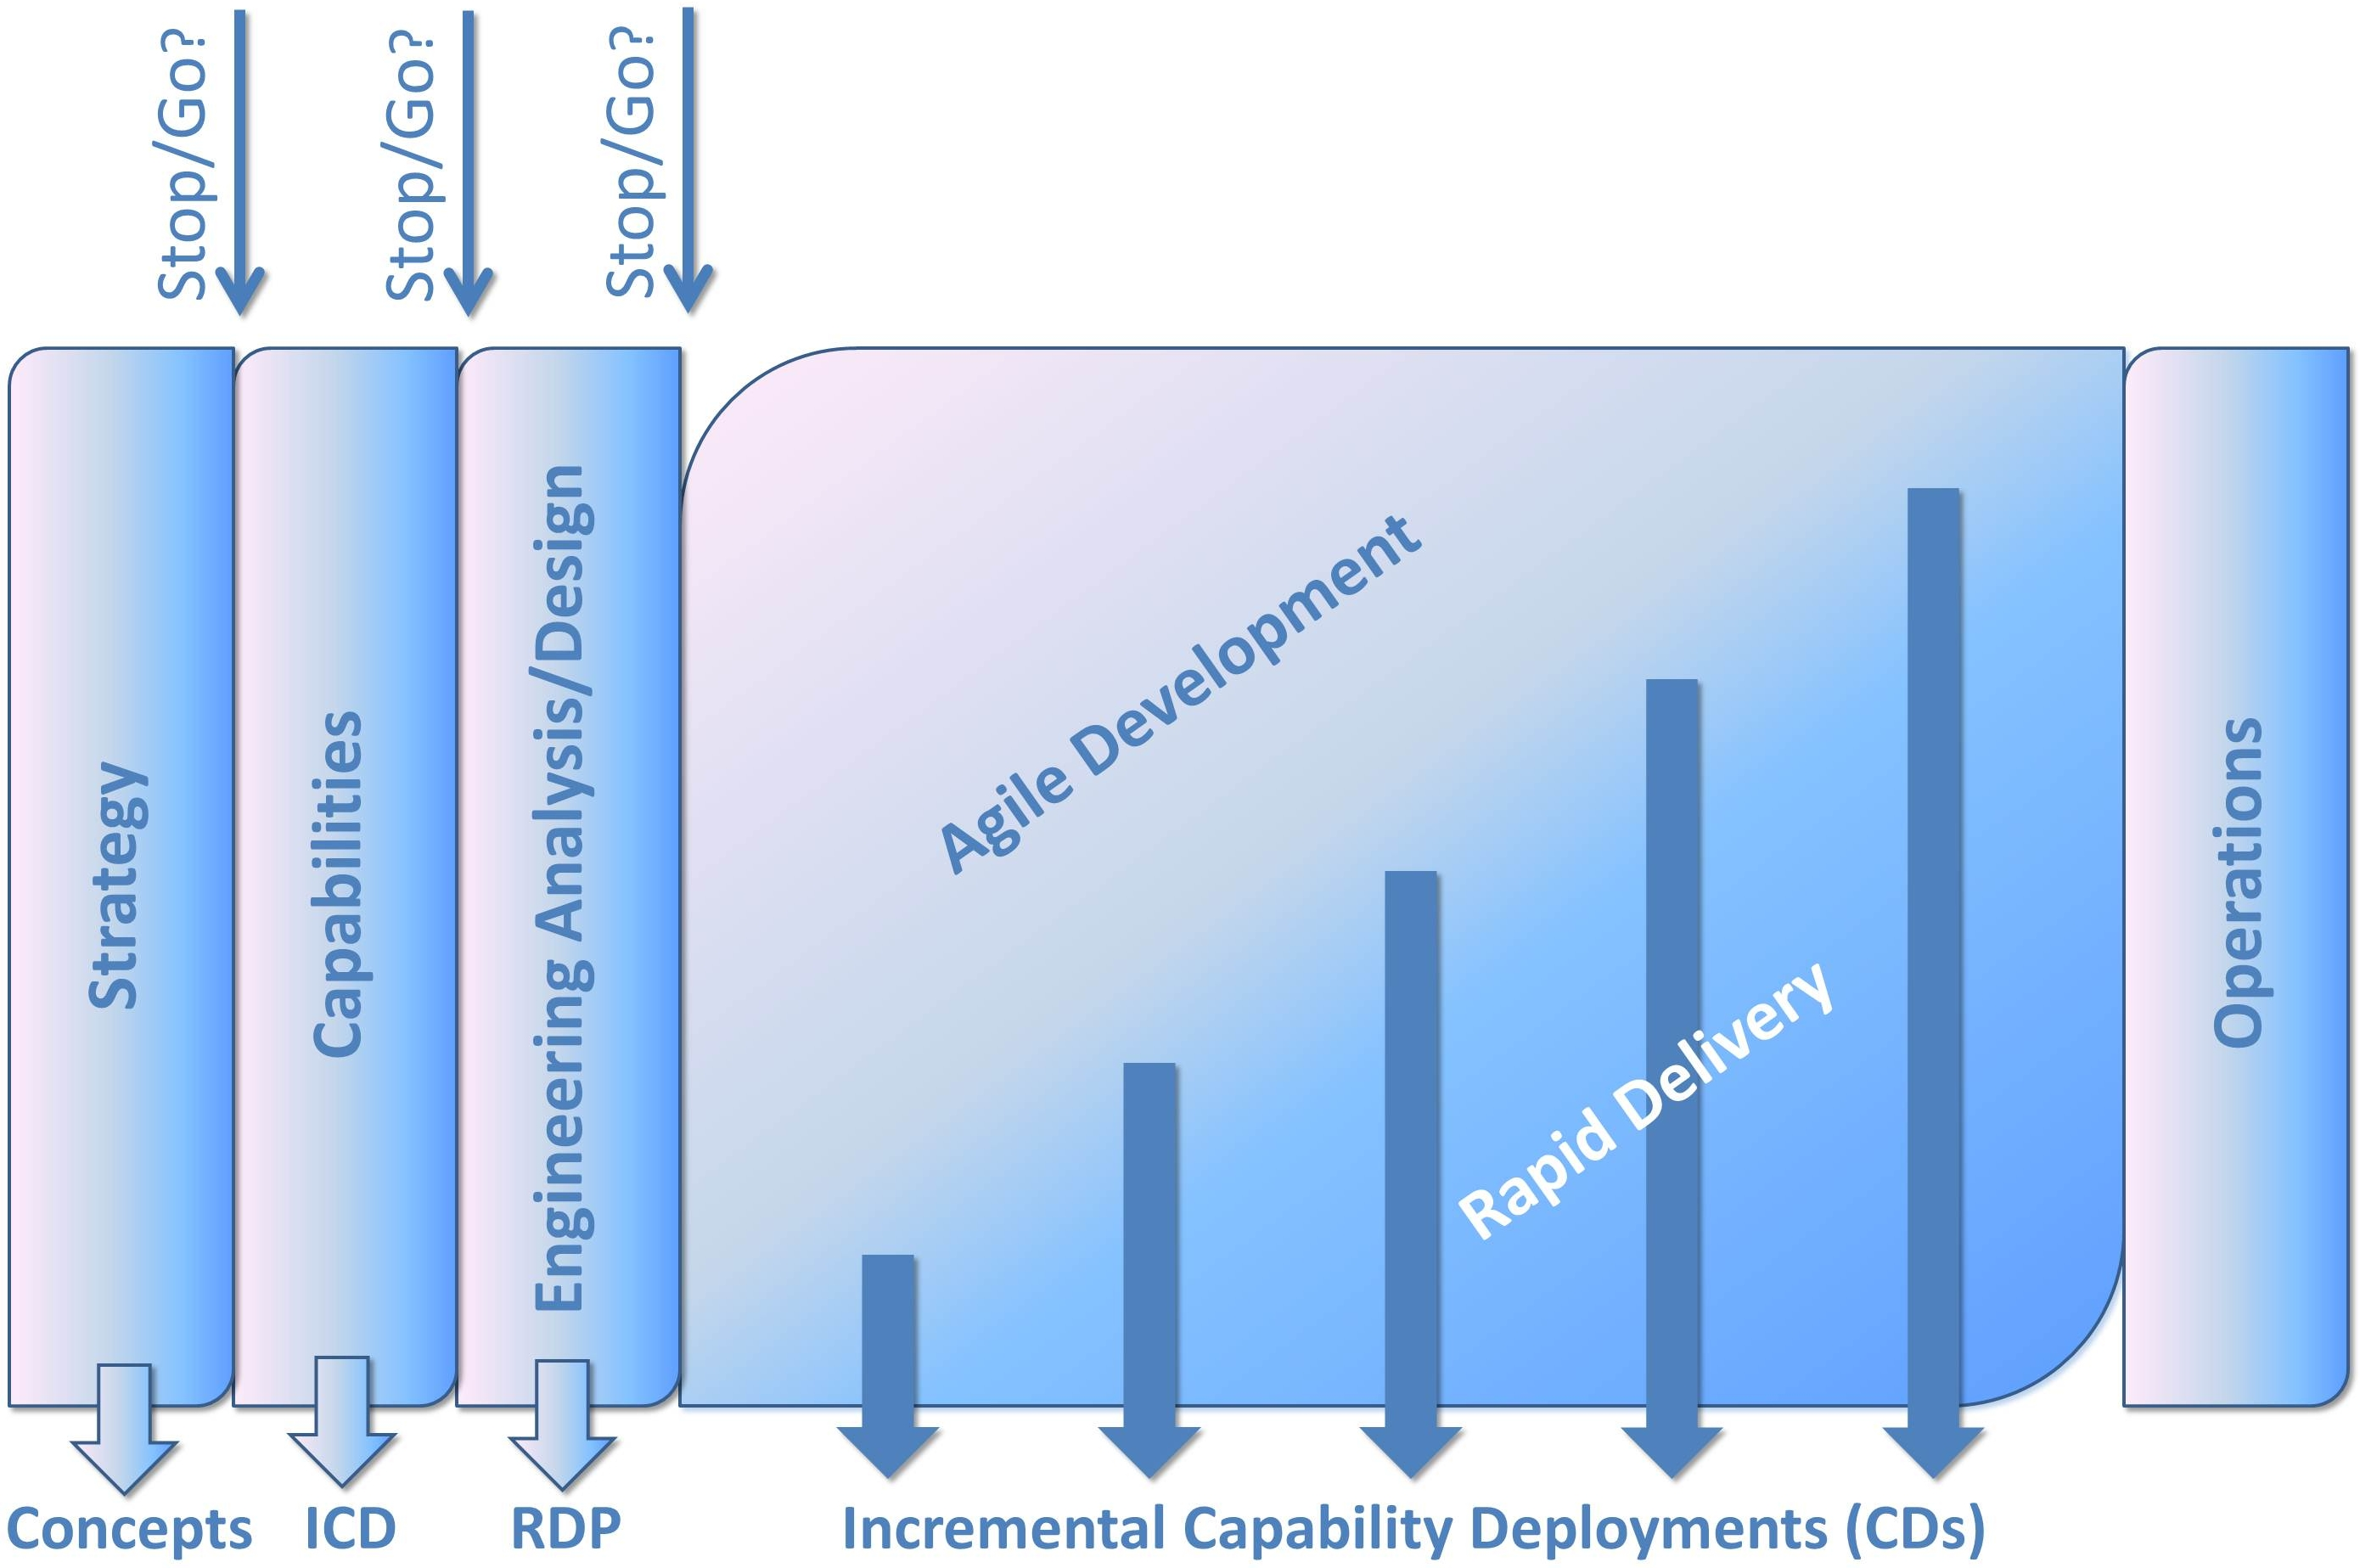 Stop/Go?
Stop/Go?
Stop/Go?
Strategy
Capabilities
Engineering Analysis/Design
Agile Development
Rapid Delivery
Operations
Concepts
ICD
RDP
Incremental Capability Deployments (CDs)